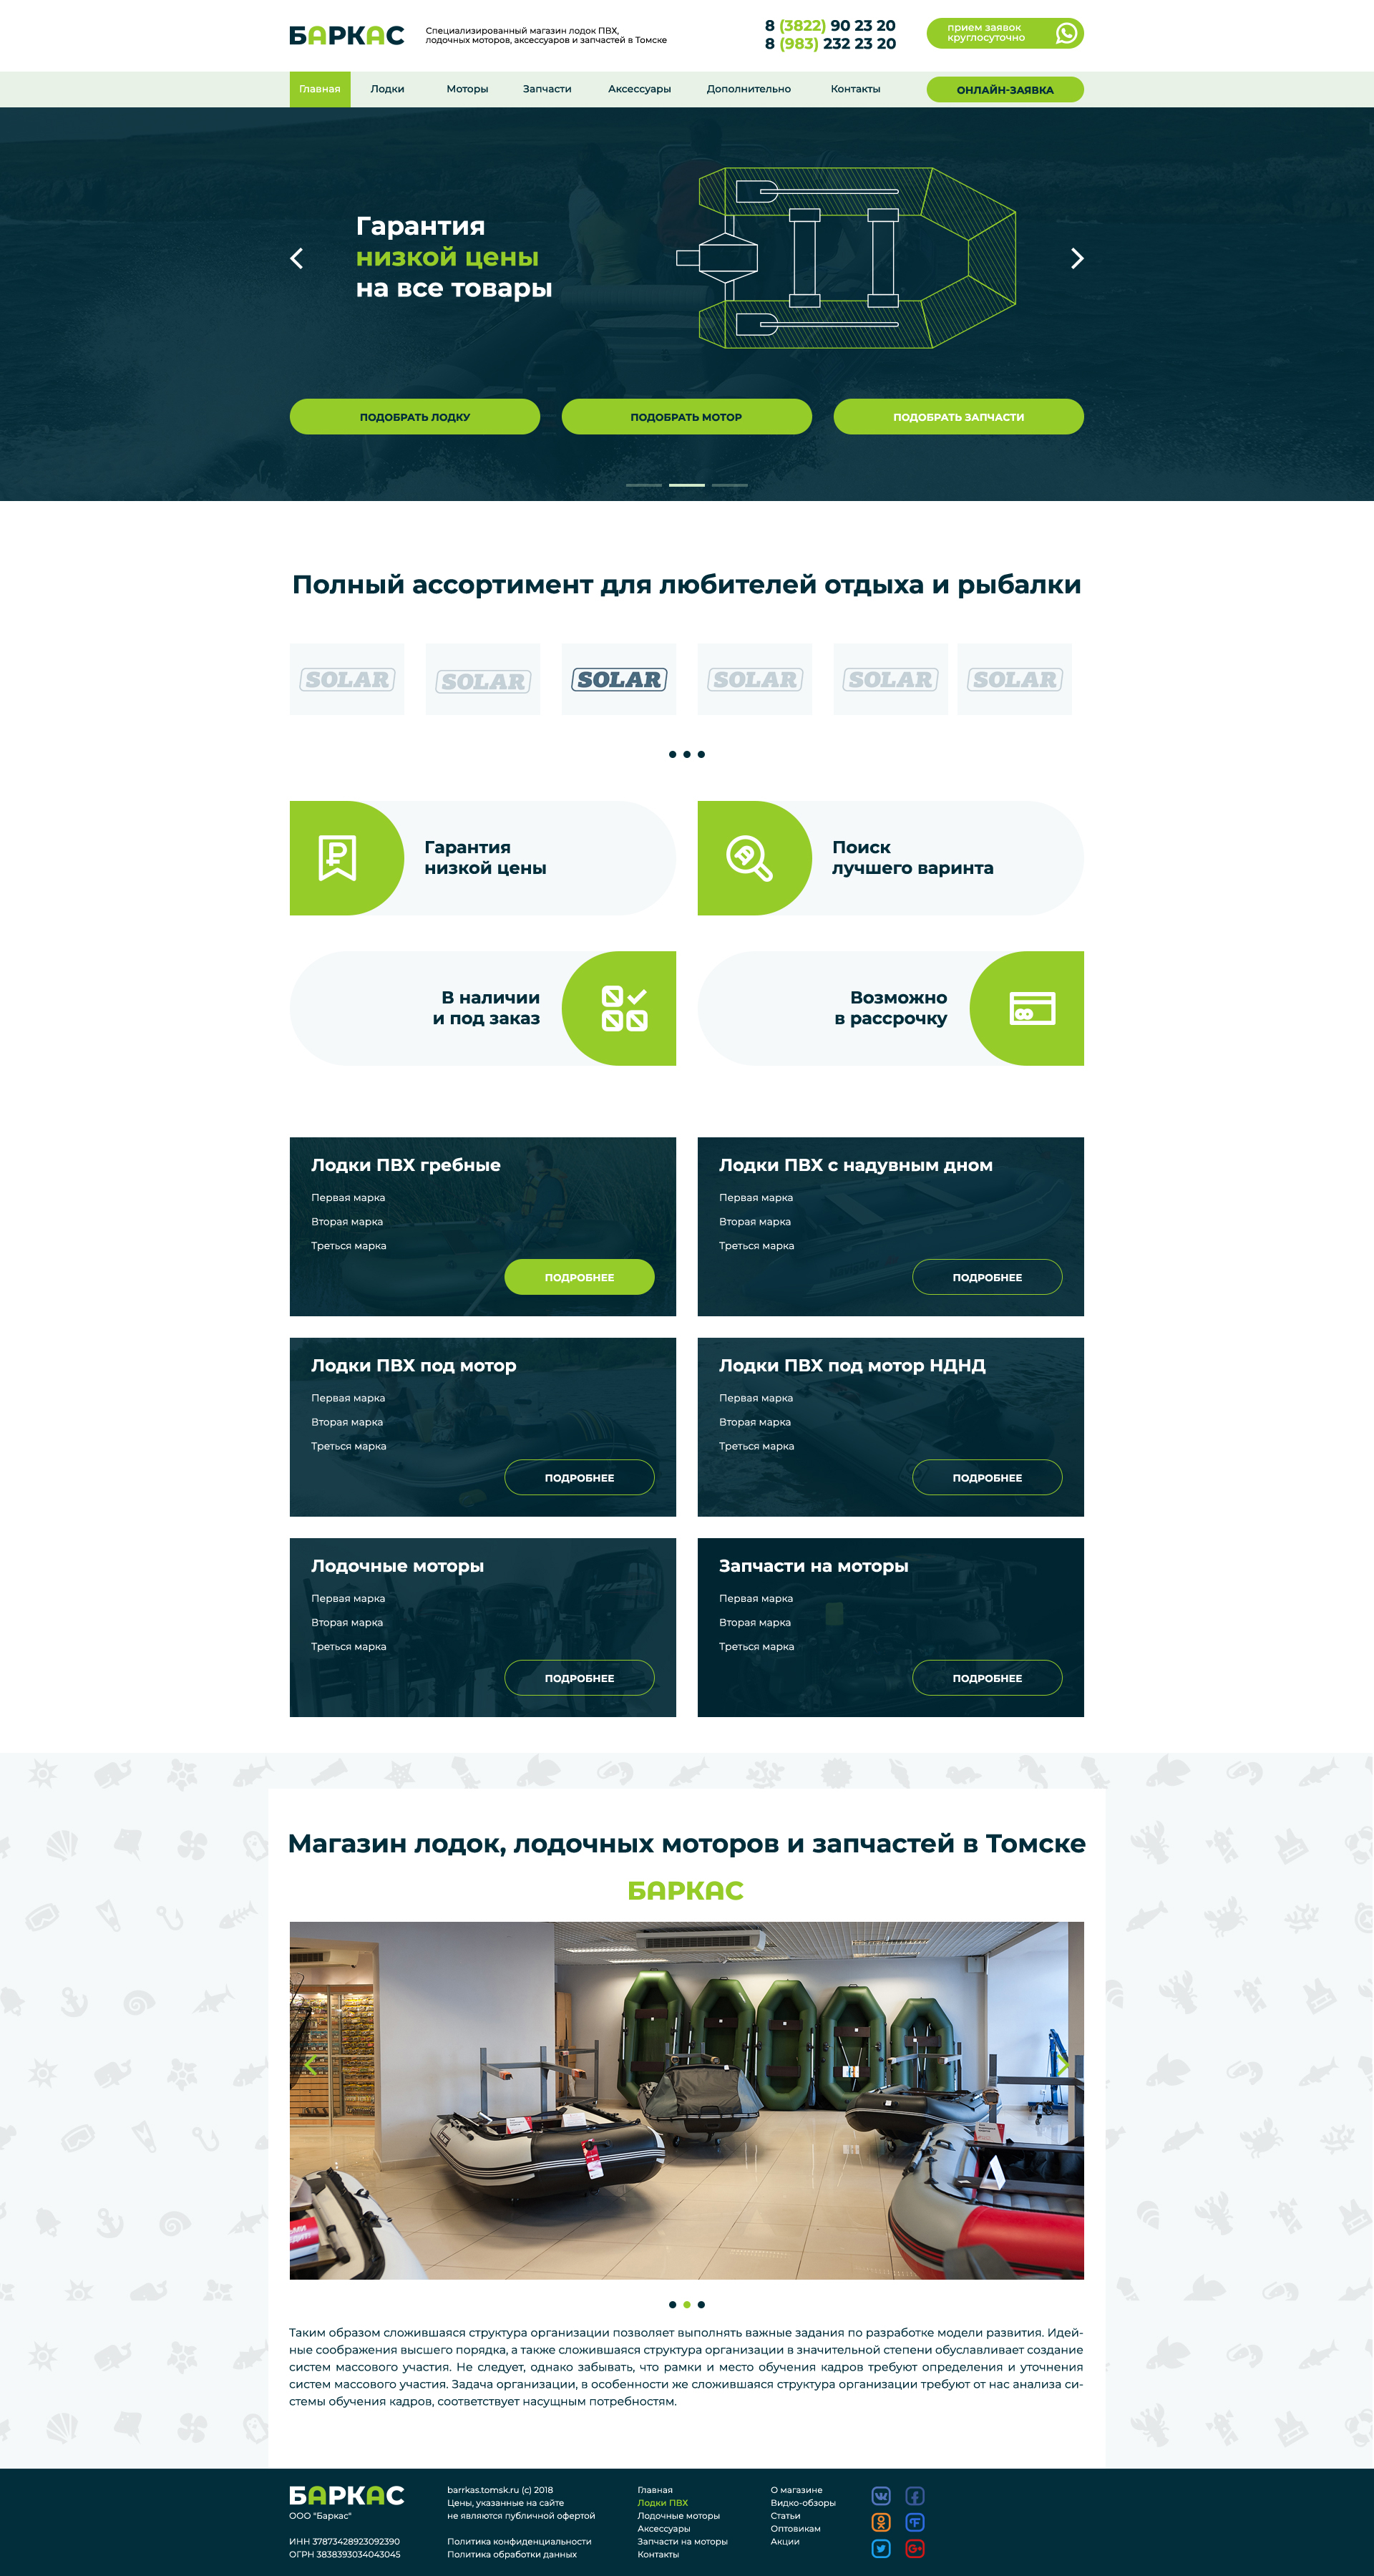 БАРКАС
Специализированный магазин лодок ПВХ,
лодочных моторов, аксессуаров и запчастей в Томске
8 (3822) 90 23 20
8 (983) 232 23 20
прием заявок
круглосуточно
Главная
Лодки
Моторы
Запчасти
Аксессуары
Дополнительно
Контакты
ОНЛАЙН-ЗАЯВКА
Гарантия
низкой цены
на все товары
ПОДОБРАТЬ ЛОДКУ
ПОДОБРАТЬ МОТОР
ПОДОБРАТЬ ЗАПЧАСТИ
Полный ассортимент для любителей отдыха и рыбалки
SOLAR
SOLAR
SOLAR
SOLAR
SOLAR
SOLAR
Гарантия
низкой цены
Поиск
лучшего варинта
В наличии
и под заказ
Возможно
в рассрочку
Лодки ПВХ гребные
Первая марка
Вторая марка
Треться марка
ПОДРОБНЕЕ
Лодки ПВХ с надувным дном
Первая марка
Вторая марка
Треться марка
ПОДРОБНЕЕ
Лодки ПВХ под мотор
Первая марка
Вторая марка
Треться марка
ПОДРОБНЕЕ
Лодки ПВХ под мотор НДНД
Первая марка
Вторая марка
Треться марка
ПОДРОБНЕЕ
Лодочные моторы
Первая марка
Вторая марка
Треться марка
ПОДРОБНЕЕ
Запчасти на моторы
Первая марка
Вторая марка
Треться марка
ПОДРОБНЕЕ
Магазин лодок, лодочных моторов и запчастей в Томске
БАРКАС
Таким образом сложившаяся структура организации позволяет выполнять важные задания по разработке модели развития. Идей-
ные соображения высшего порядка, а также сложившаяся структура организации в значительной степени обуславливает создание
систем массового участия. Не следует, однако забывать, что рамки и место обучения кадров требуют определения и уточнения
систем массового участия. Задача организации, в особенности же сложившаяся структура организации требуют от нас анализа си-
стемы обучения кадров, соответствует насущным потребностям.
БАРКАС
ООО "Баркас"
ИНН 37873428923092390
ОГРН 3838393034043045
barrkas.tomsk.ru (c) 2018
Цены, указанные на сайте
не являются публичной офертой
Политика конфиденциальности
Политика обработки данных
Главная
Лодки ПВХ
Лодочные моторы
Аксессуары
Запчасти на моторы
Контакты
О магазине
Видко-обзоры
Статьи
Оптовикам
Акции